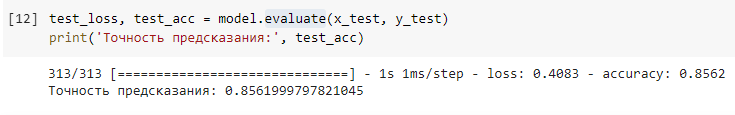 [12] test_loss, test_acc = model.evaluate(x_test, y_test)
print('Точность предсказания:', test_acc)
313/313 [==============================] - 1s 1ms/step - loss: 0.4083 - accuracy: 0.8562
Точность предсказания: 0.8561999797821045